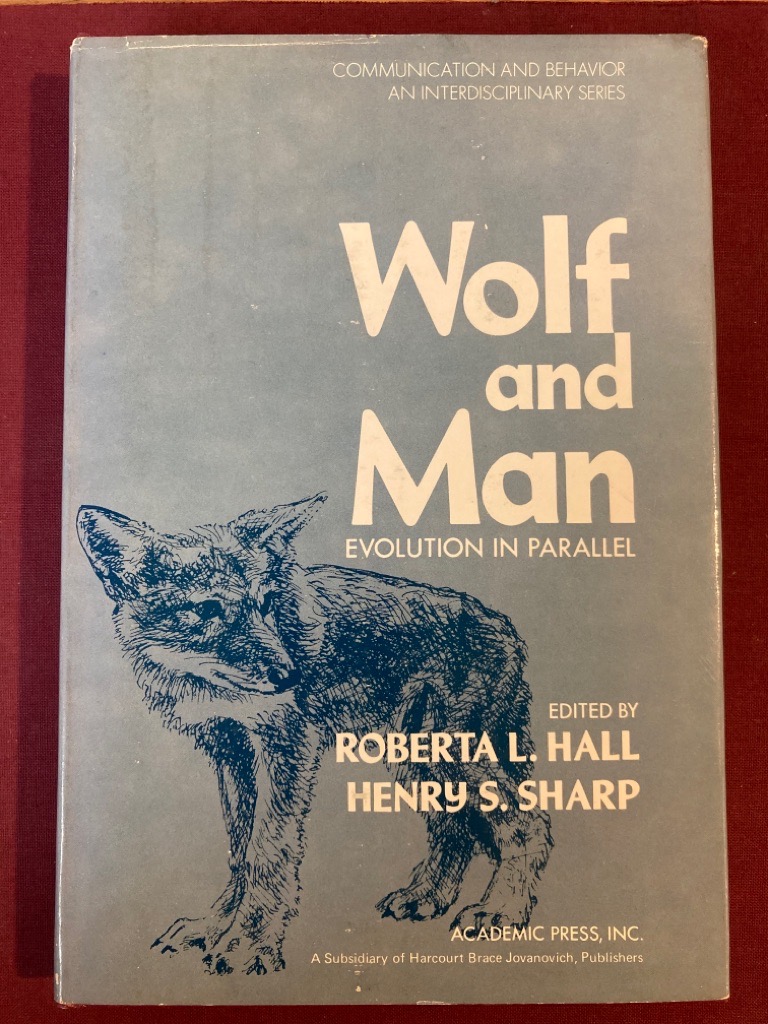 COMMUNICATION AND BEHAVIOR
AN INTERDISCIPLINARY SERIES
Wolf
and
Man
EVOLUTION IN PARALLEL
EDITED BY
ROBERTA L. HALL
HENRY S. SHARP
ACADEMIC PRESS, INC.
A Subsidiary of Harcourt Brace Jovanovich, Publishers